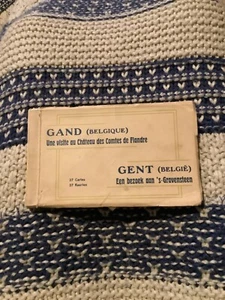 GAND (BELGIQUE)
Une visite au Château des Comtes de Flandre
GENT (BELGIË)
Een bezoek aan 's-Gravensteen